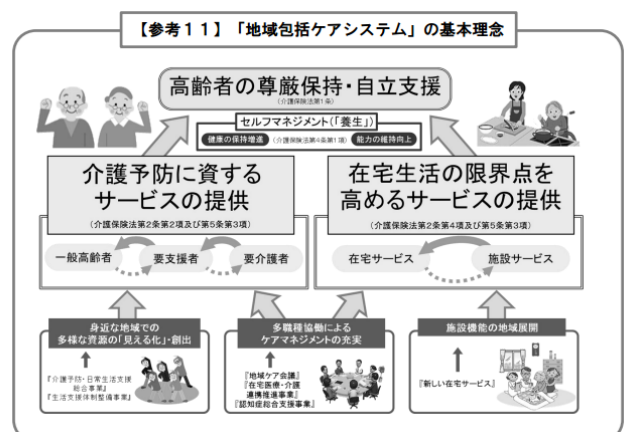 【参考11】「地域包括ケアシステム」の基本理念
高齢者の尊厳保持・自立支援
(介護保険法第1条)
セルフマネジメント(「養生」)
健康の保持増進 (介護保険法第4条第1項) 能力の維持向上
介護予防に資する
サービスの提供
(介護保険法第2条第2項及び第5条第3項)
一般高齢者 要支援者 要介護者
在宅生活の限界点を
高めるサービスの提供
(介護保険法第2条第4項及び第5条第3項)
在宅サービス 施設サービス
身近な地域での
多様な資源の「見える化」・創出
『介護予防・日常生活支援
総合事業』
『生活支援体制整備事業』
多職種協働による
ケアマネジメントの充実
『地域ケア会議』
『在宅医療・介護
連携推進事業』
『認知症総合支援事業』
施設機能の地域展開
『新しい在宅サービス』